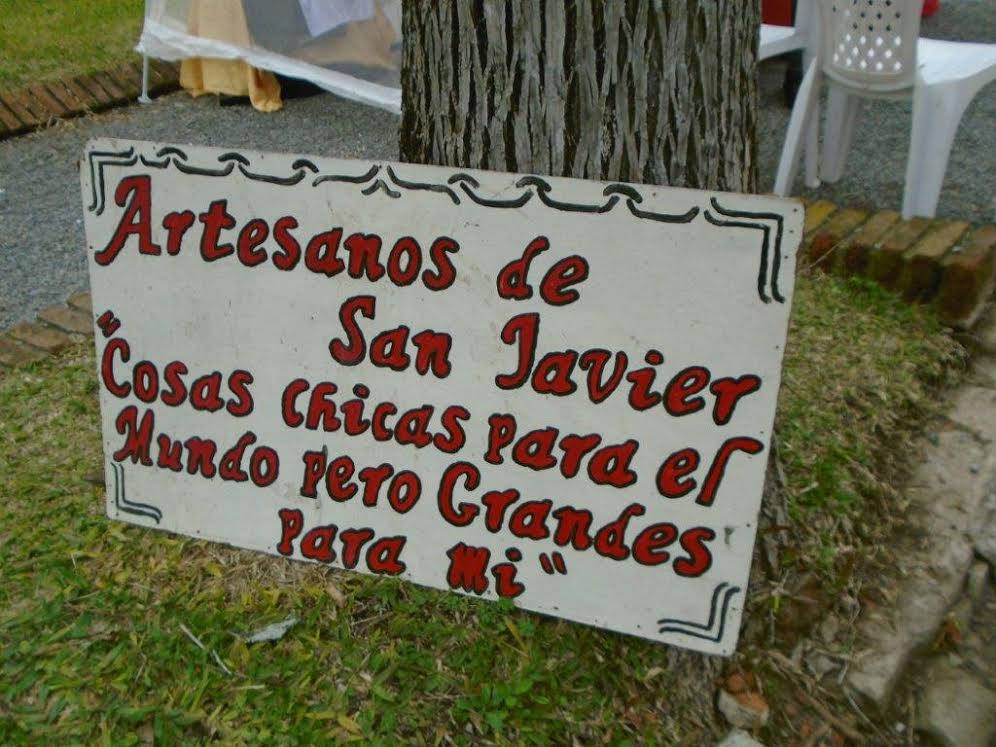 Artesanos de
San Javier
"Cosas chicas para el
Mundo pero Grandes
para mi"